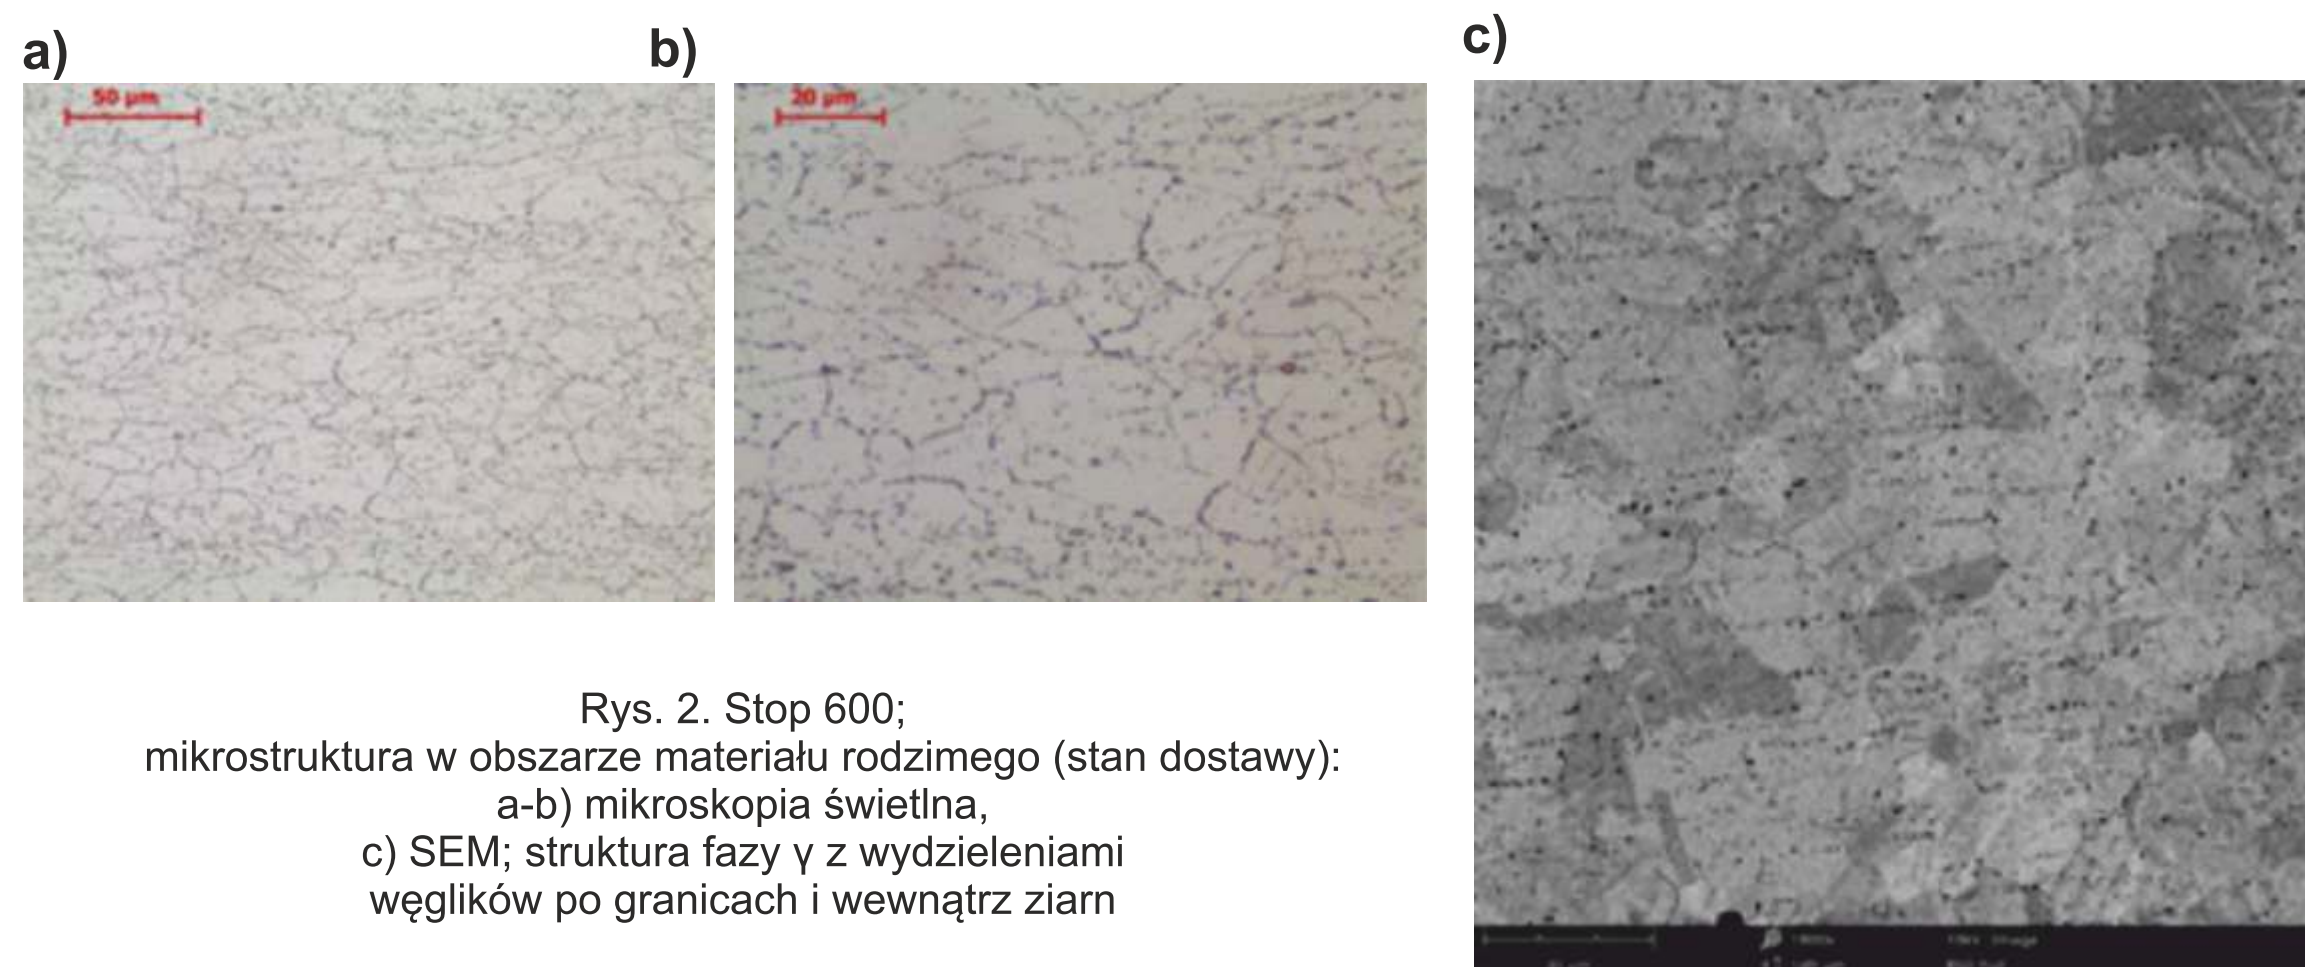 a)
b)
c)
50 µm
20 µm
Rys. 2. Stop 600;
mikrostruktura w obszarze materiału rodzimego (stan dostawy):
a-b) mikroskopia świetlna,
c) SEM; struktura fazy γ z wydzieleniami
węglików po granicach i wewnątrz ziarn